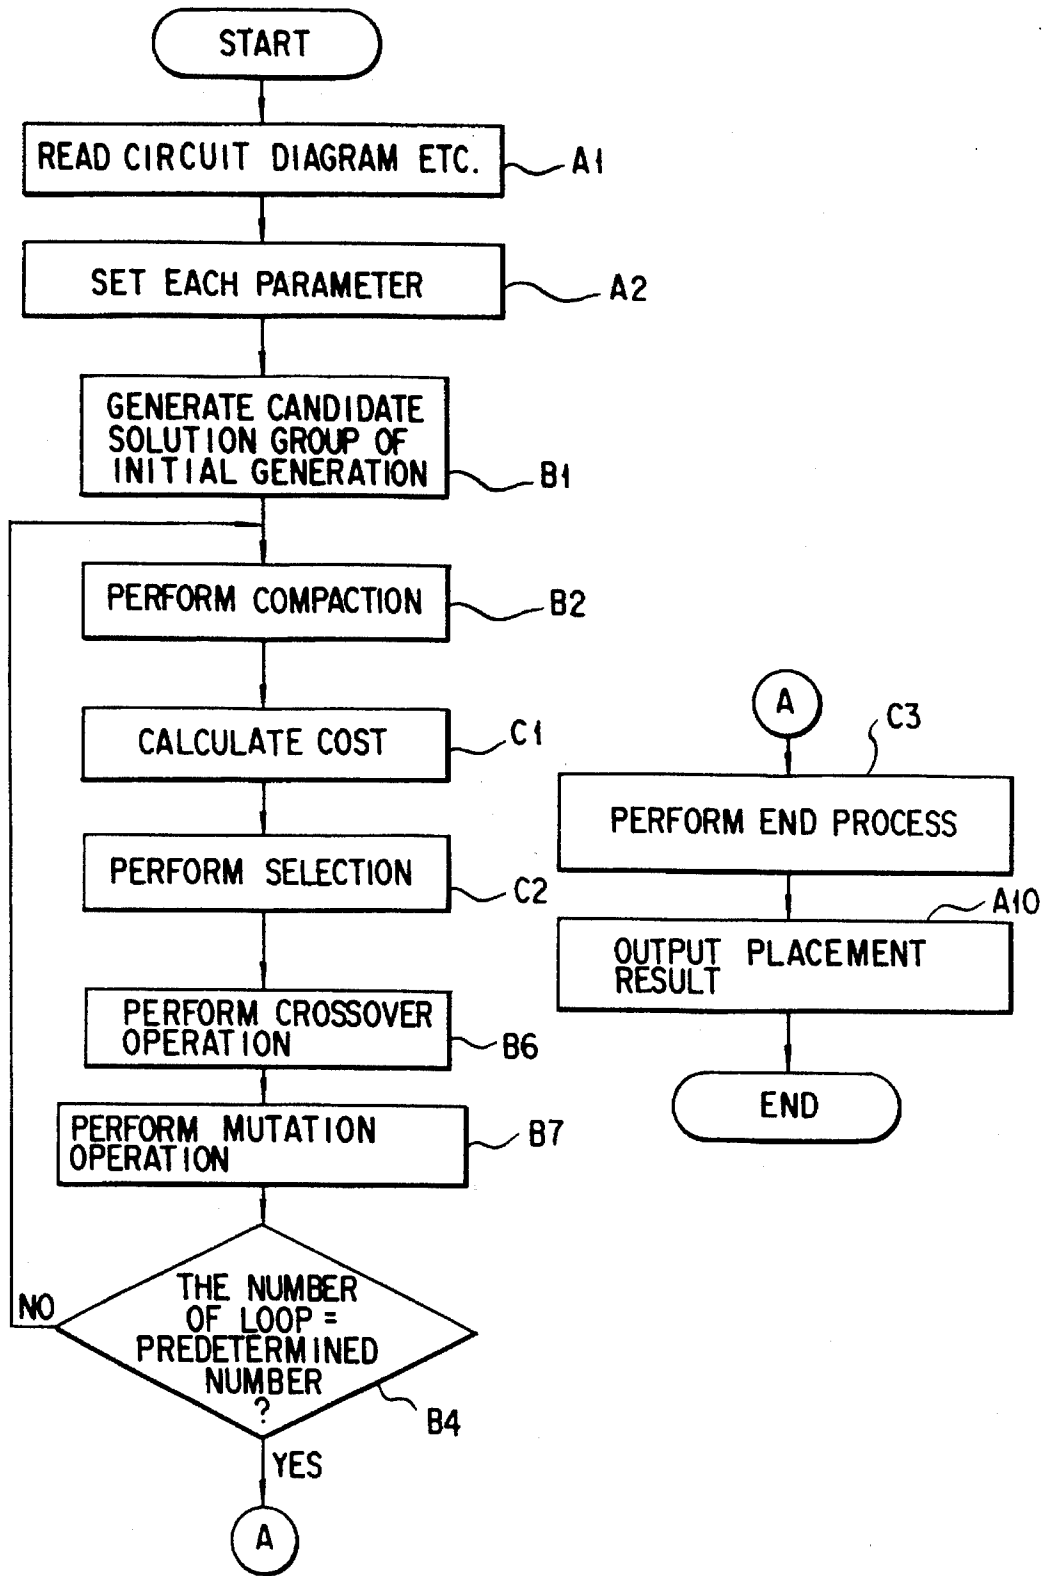 START
READ CIRCUIT DIAGRAM ETC.
A1
SET EACH PARAMETER
A2
GENERATE CANDIDATE
SOLUTION GROUP OF
INITIAL GENERATION
B1
PERFORM COMPACTION
B2
CALCULATE COST
C1
PERFORM SELECTION
C2
PERFORM CROSSOVER
OPERATION
B6
PERFORM MUTATION
OPERATION
B7
THE NUMBER
OF LOOP =
PREDETERMINED
NUMBER
?
B4
NO
YES
A
A
C3
PERFORM END PROCESS
A10
OUTPUT PLACEMENT
RESULT
END